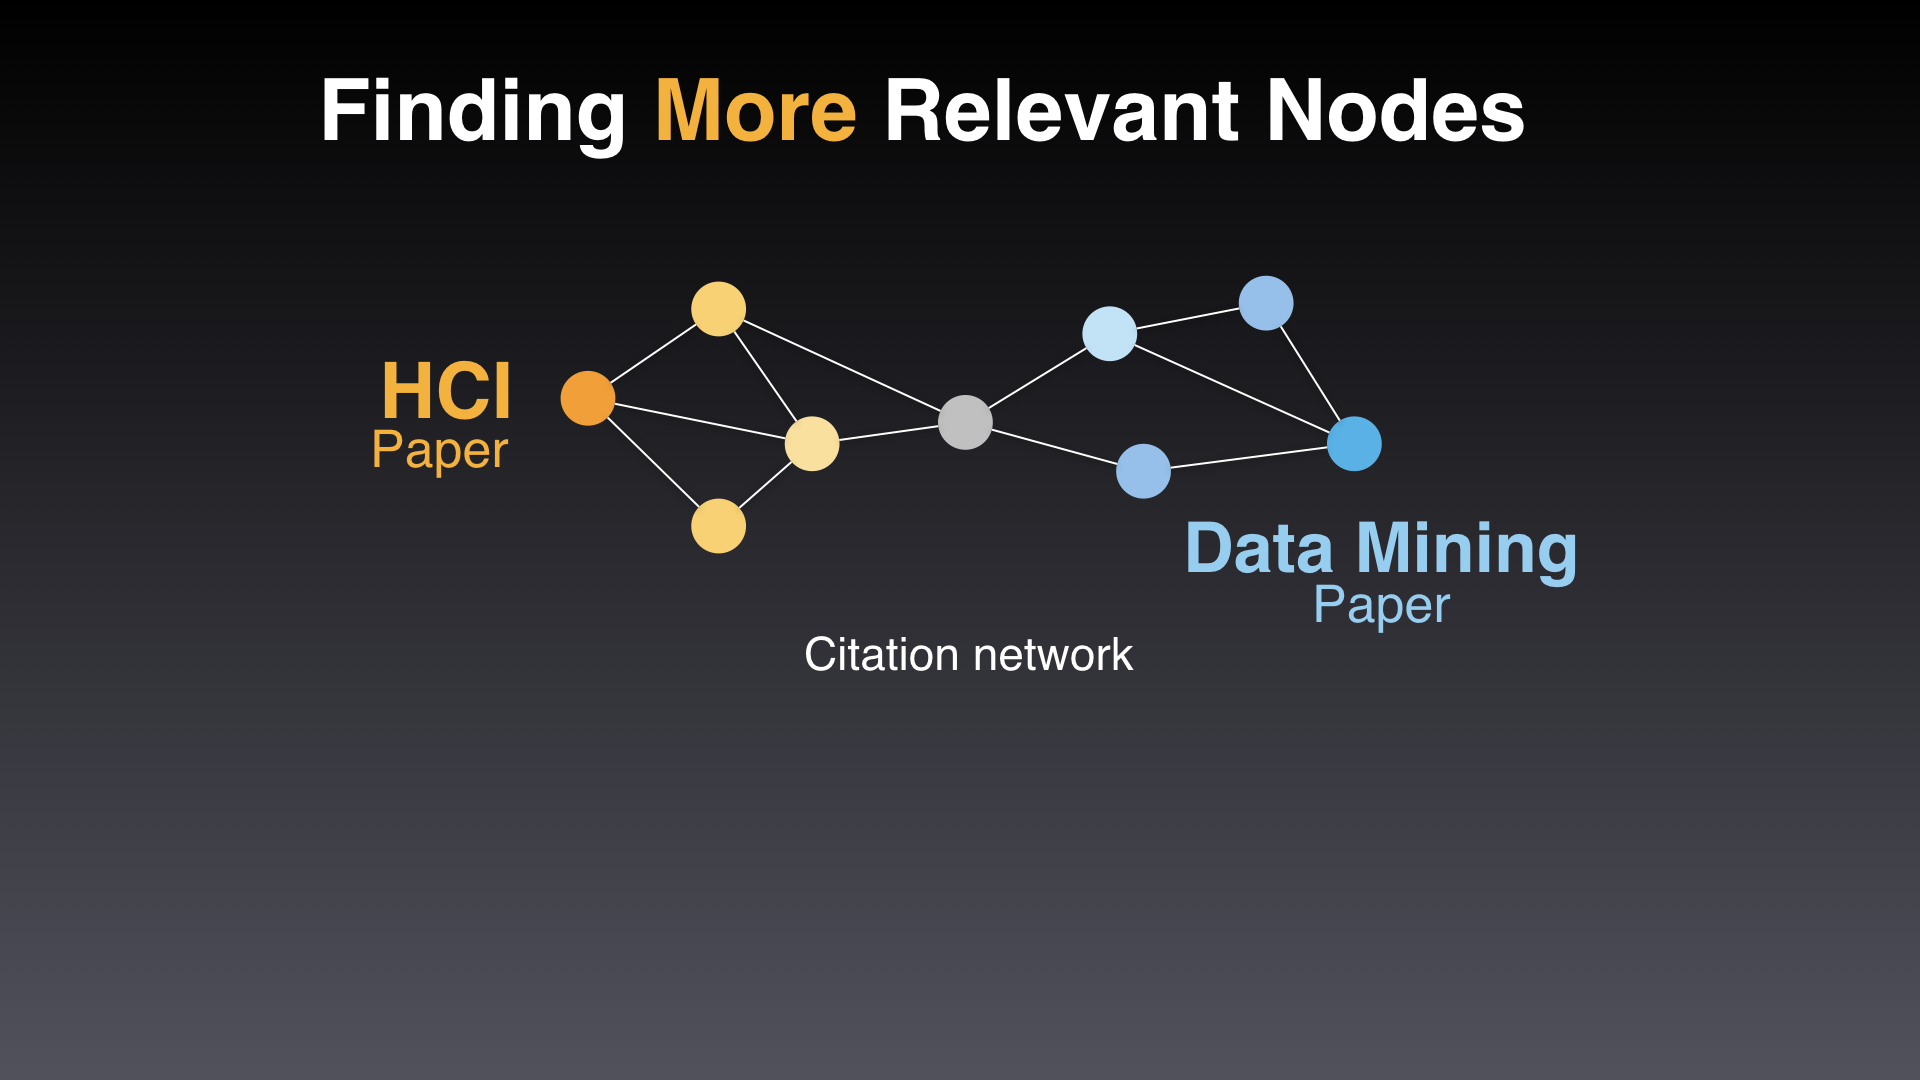 Finding More Relevant Nodes
HCI
Paper
Data Mining
Paper
Citation network